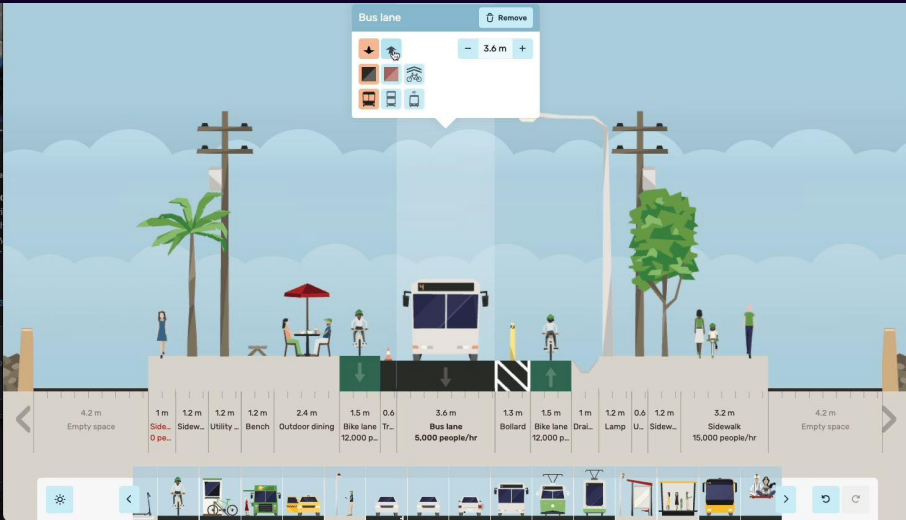 Bus lane
Remove
− 3.6 m +
4
4.2 m
Empty space
1 m
Side...
0 pe...
1.2 m
Sidew...
1.2 m
Utility ...
1.2 m
Bench
2.4 m
Outdoor dining
1.5 m
Bike lane
12,000 p...
0.6
Tr...
3.6 m
Bus lane
5,000 people/hr
1.3 m
Bollard
1.5 m
Bike lane
12,000 p...
1 m
Drai...
1.2 m
Lamp
0.6
U...
1.2 m
Sidew...
3.2 m
Sidewalk
15,000 people/hr
4.2 m
Empty space